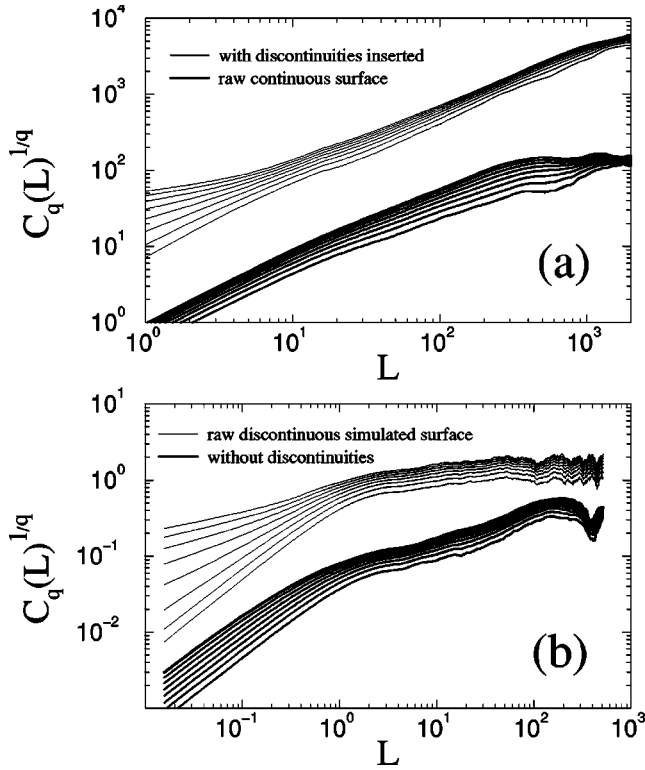 10⁴
with discontinuities inserted
raw continuous surface
10³
C_q(L)^1/q
10²
10¹
(a)
10⁰
10⁰ 10¹ 10² 10³
L
10¹
raw discontinuous simulated surface
without discontinuities
10⁰
C_q(L)^1/q
10⁻¹
10⁻²
(b)
10⁻¹ 10⁰ 10¹ 10² 10³
L